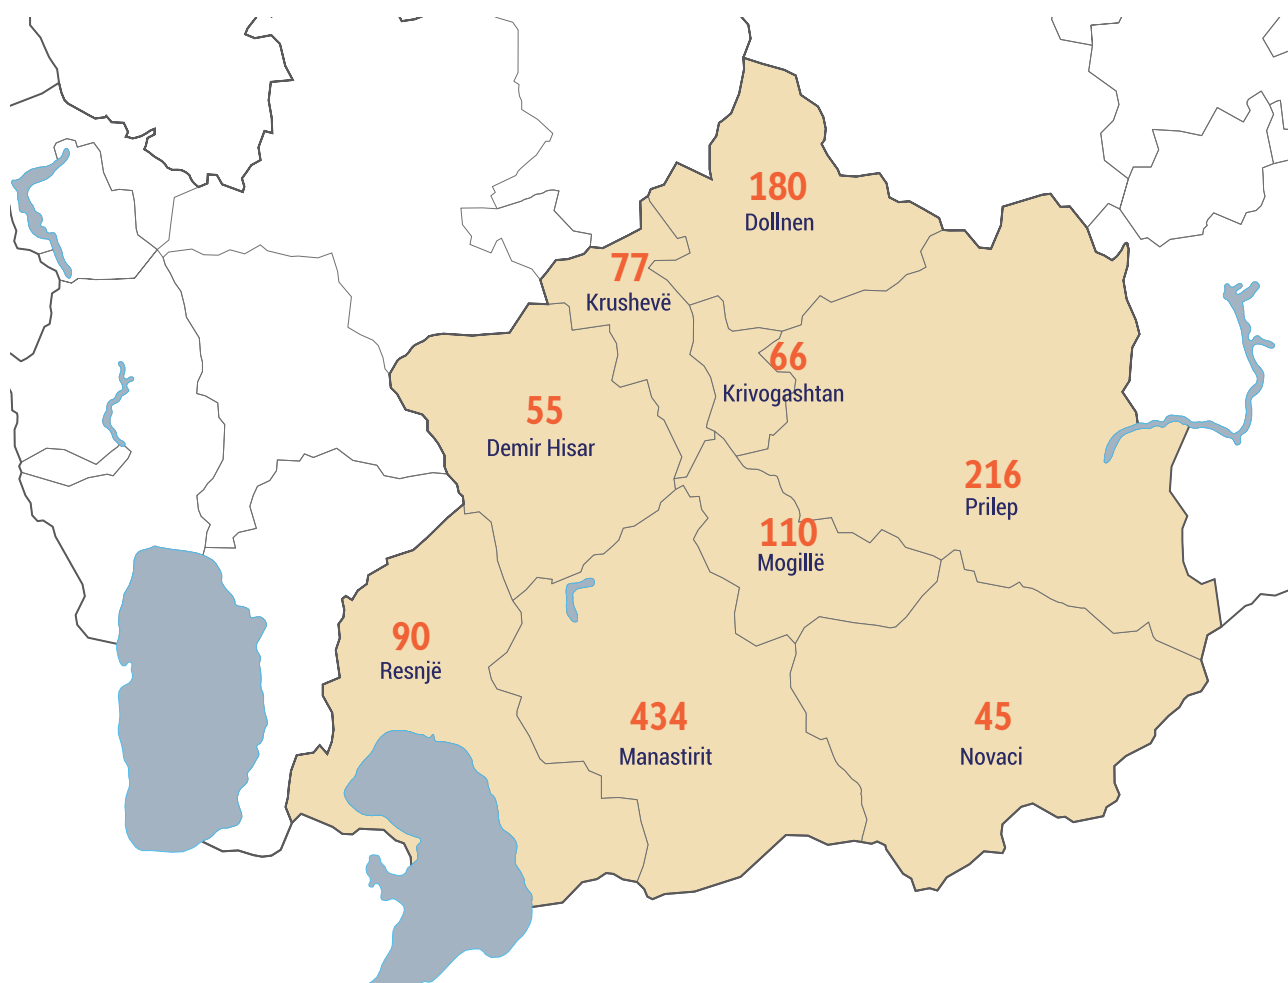 180
Dollnen
77
Krushevë
66
Krivogashtan
55
Demir Hisar
216
Prilep
110
Mogillë
90
Resnjë
434
Manastirit
45
Novaci